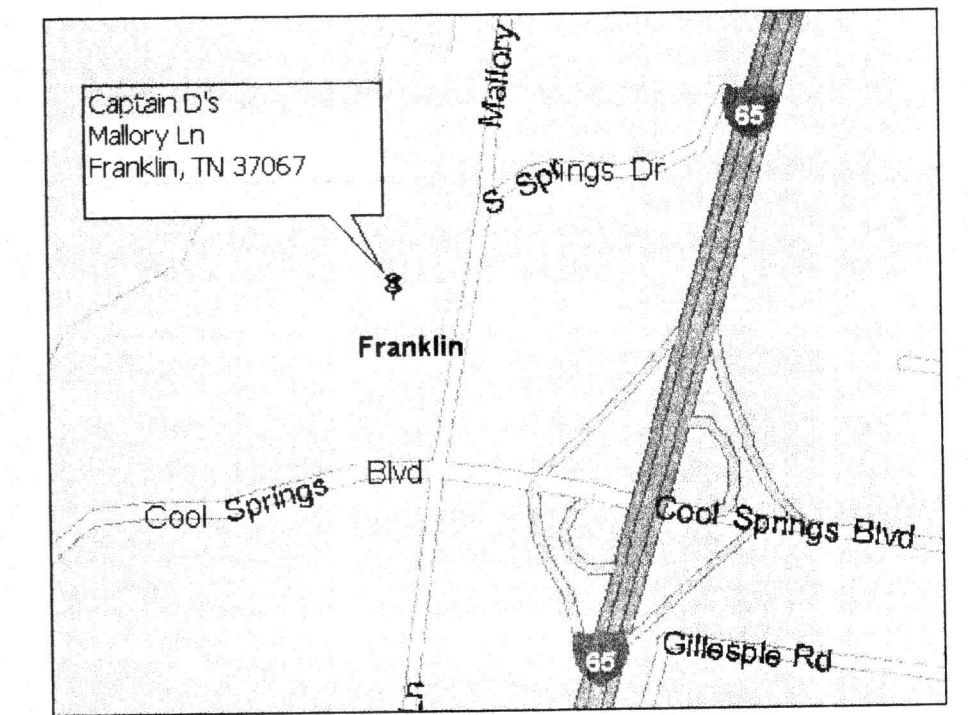 Mallory
65
Captain D's
Mallory Ln
Franklin, TN 37067
S Springs Dr
Franklin
Cool Springs Blvd
Cool Springs Blvd
65
Gillespie Rd
Ln